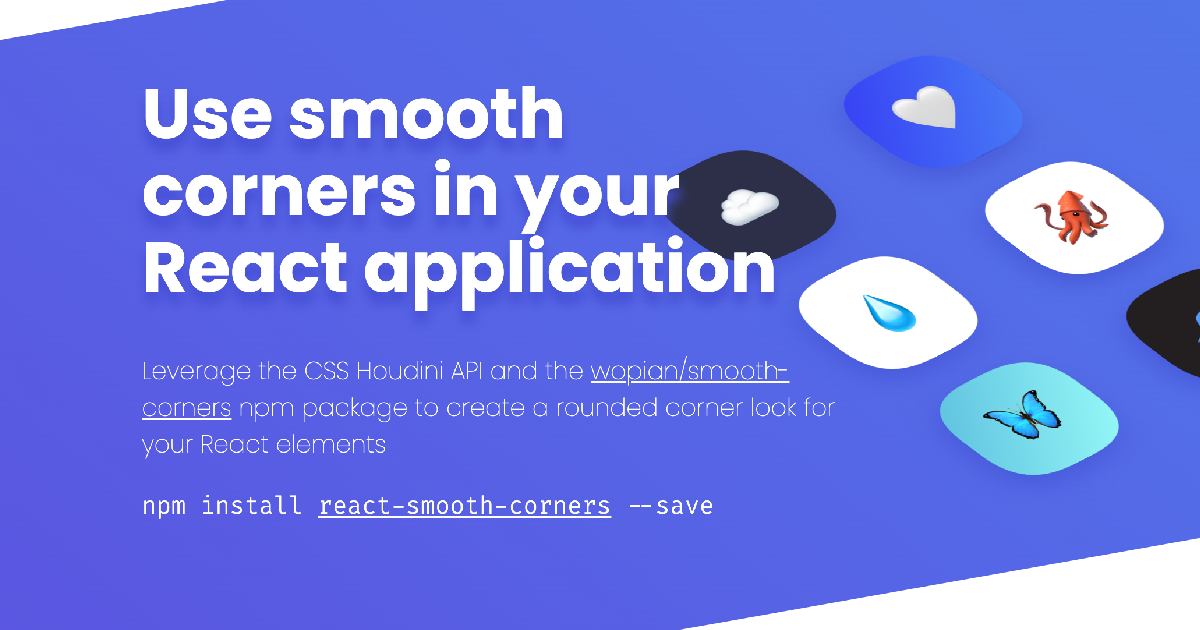 Use smooth
corners in your
React application
Leverage the CSS Houdini API and the wopian/smooth-
corners npm package to create a rounded corner look for
your React elements
npm install react-smooth-corners --save